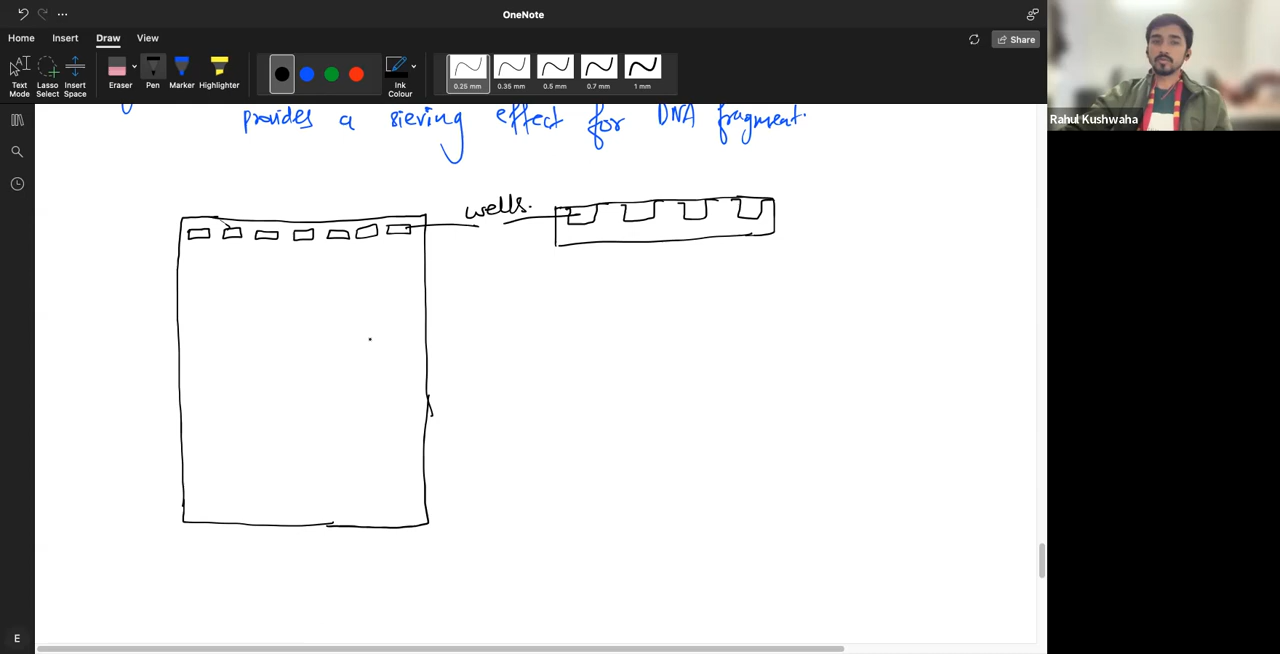 OneNote
Home Insert Draw View
Share
Text Mode
Lasso Select
Insert Space
Eraser
Pen
Marker
Highlighter
Ink Colour
0.25 mm
0.35 mm
0.5 mm
0.7 mm
1 mm
Rahul Kushwaha
provides a sieving effect for DNA fragment.
wells.
E